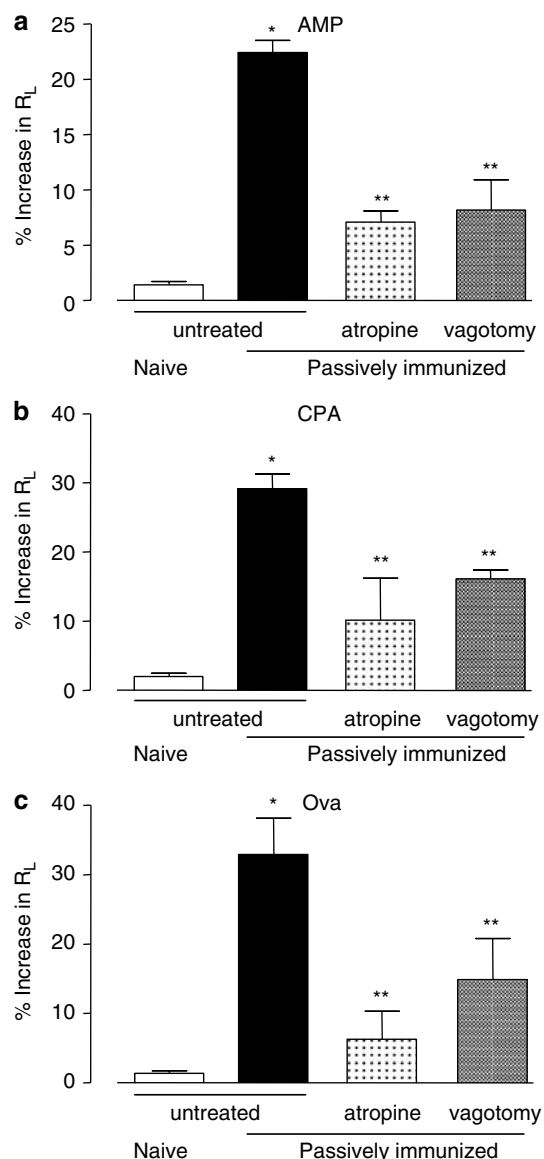 a AMP
25
20
15
10
5
0
% Increase in RL
*
**
**
untreated atropine vagotomy
Naive Passively immunized
b CPA
40
30
20
10
0
% Increase in RL
*
**
**
untreated atropine vagotomy
Naive Passively immunized
c Ova
40
30
20
10
0
% Increase in RL
*
**
**
untreated atropine vagotomy
Naive Passively immunized